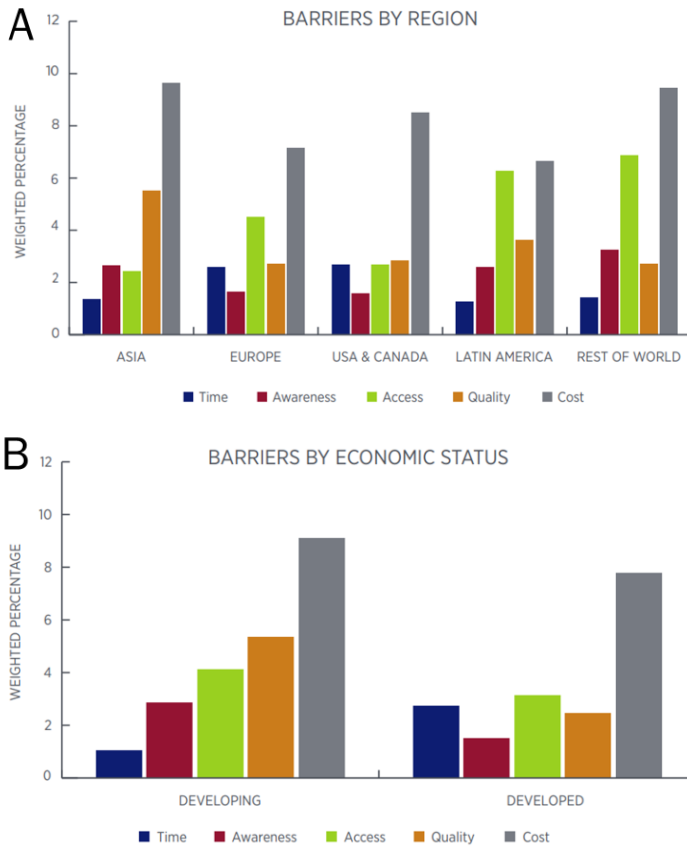 A
BARRIERS BY REGION
WEIGHTED PERCENTAGE
12
10
8
6
4
2
0
ASIA EUROPE USA & CANADA LATIN AMERICA REST OF WORLD
Time Awareness Access Quality Cost
B
BARRIERS BY ECONOMIC STATUS
WEIGHTED PERCENTAGE
12
10
8
6
4
2
0
DEVELOPING DEVELOPED
Time Awareness Access Quality Cost